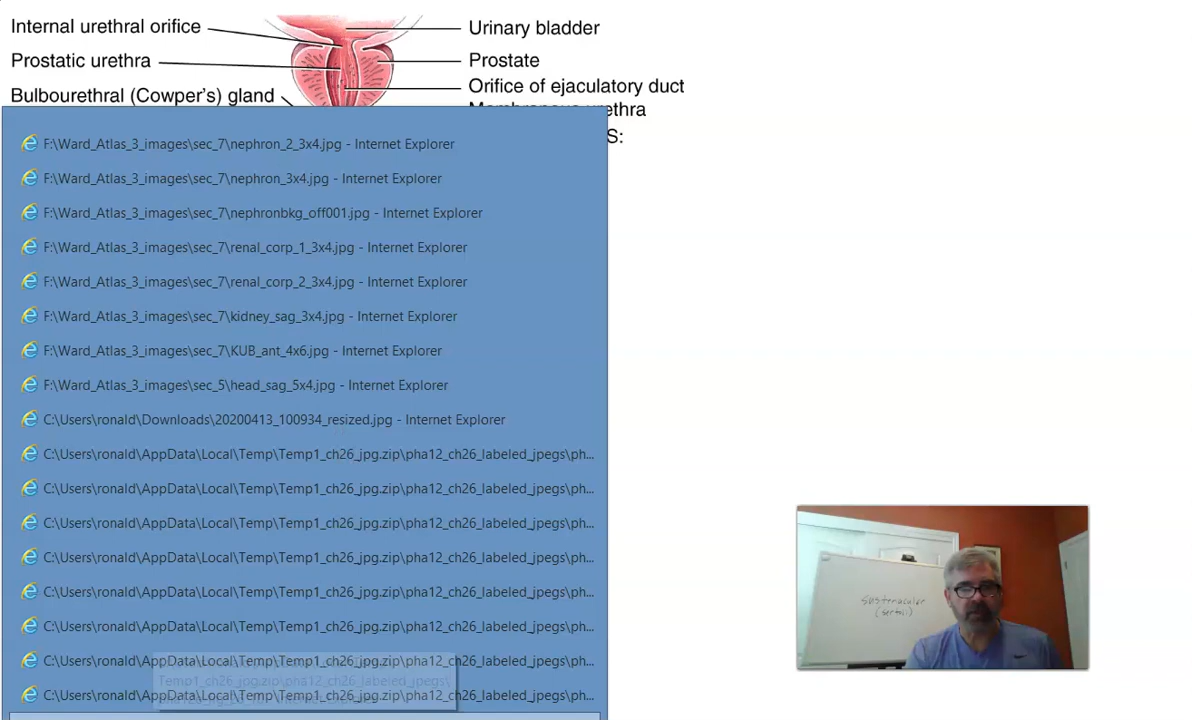 Internal urethral orifice
Urinary bladder
Prostatic urethra
Prostate
Orifice of ejaculatory duct
Bulbourethral (Cowper's) gland
Membranous urethra
S:
F:\Ward_Atlas_3_images\sec_7\nephron_2_3x4.jpg - Internet Explorer
F:\Ward_Atlas_3_images\sec_7\nephron_3x4.jpg - Internet Explorer
F:\Ward_Atlas_3_images\sec_7\nephronbkg_off001.jpg - Internet Explorer
F:\Ward_Atlas_3_images\sec_7\renal_corp_1_3x4.jpg - Internet Explorer
F:\Ward_Atlas_3_images\sec_7\renal_corp_2_3x4.jpg - Internet Explorer
F:\Ward_Atlas_3_images\sec_7\kidney_sag_3x4.jpg - Internet Explorer
F:\Ward_Atlas_3_images\sec_7\KUB_ant_4x6.jpg - Internet Explorer
F:\Ward_Atlas_3_images\sec_5\head_sag_5x4.jpg - Internet Explorer
C:\Users\ronald\Downloads\20200413_100934_resized.jpg - Internet Explorer
C:\Users\ronald\AppData\Local\Temp\Temp1_ch26_jpg.zip\pha12_ch26_labeled_jpegs\ph...
C:\Users\ronald\AppData\Local\Temp\Temp1_ch26_jpg.zip\pha12_ch26_labeled_jpegs\ph...
C:\Users\ronald\AppData\Local\Temp\Temp1_ch26_jpg.zip\pha12_ch26_labeled_jpegs\ph...
C:\Users\ronald\AppData\Local\Temp\Temp1_ch26_jpg.zip\pha12_ch26_labeled_jpegs\ph...
C:\Users\ronald\AppData\Local\Temp\Temp1_ch26_jpg.zip\pha12_ch26_labeled_jpegs\ph...
C:\Users\ronald\AppData\Local\Temp\Temp1_ch26_jpg.zip\pha12_ch26_labeled_jpegs\ph...
C:\Users\ronald\AppData\Local\Temp\Temp1_ch26_jpg.zip\pha12_ch26_labeled_jpegs\ph...
Temp1_ch26_jpg.zip\pha12_ch26_labeled_jpegs\
C:\Users\ronald\AppData\Local\Temp\Temp1_ch26_jpg.zip\pha12_ch26_labeled_jpegs\ph...
sustenacular
(sertoli)